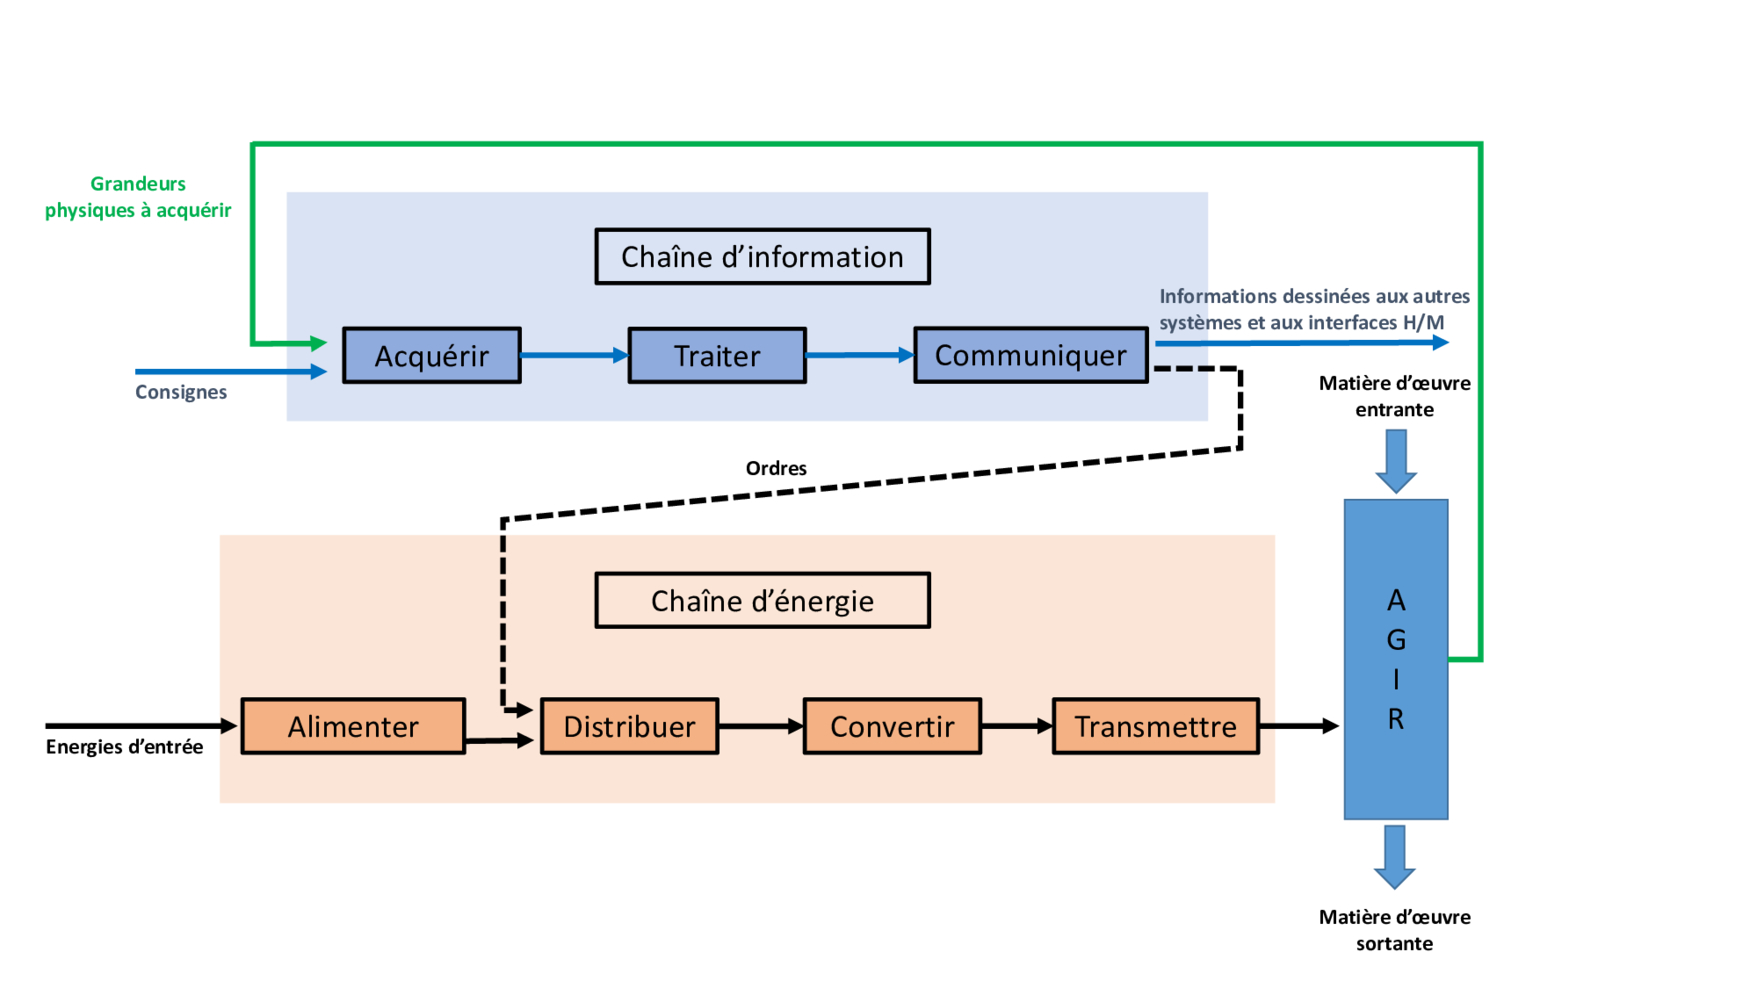 Grandeurs
physiques à acquérir
Chaîne d’information
Acquérir
Traiter
Communiquer
Informations dessinées aux autres
systèmes et aux interfaces H/M
Consignes
Matière d’œuvre
entrante
Ordres
Chaîne d’énergie
A
G
I
R
Alimenter
Distribuer
Convertir
Transmettre
Energies d’entrée
Matière d’œuvre
sortante